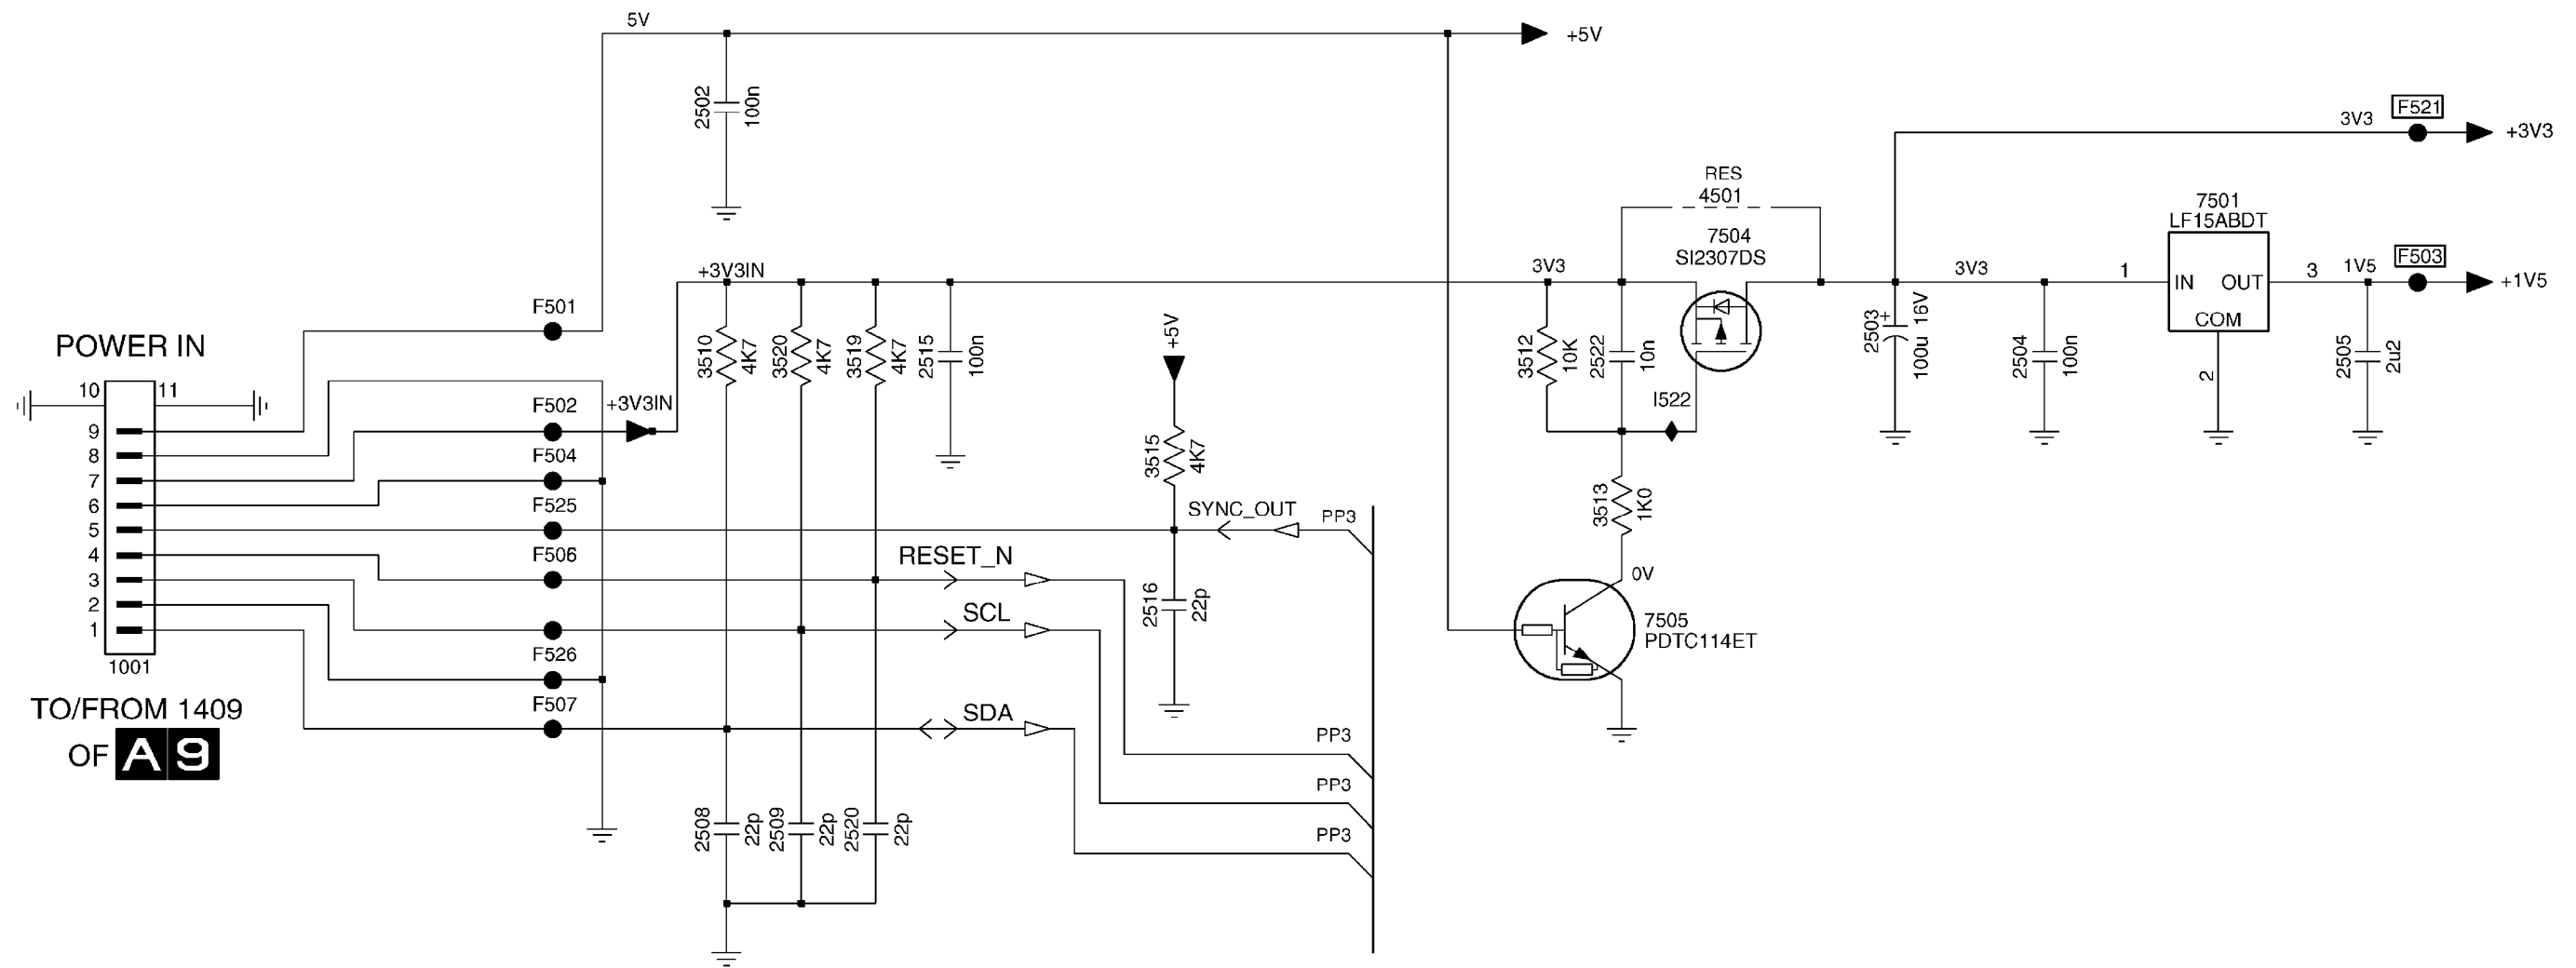 5V
+5V
2502
100n
F521
3V3
+3V3
RES
4501
7504
SI2307DS
7501
LF15ABDT
+3V3IN
3V3
3V3
1
IN
OUT
COM
3
1V5
F503
+1V5
2
F501
POWER IN
10
11
F502
+3V3IN
9
F504
8
7
F525
6
5
F506
4
3
2
F526
1
1001
F507
TO/FROM 1409
OF A9
3510
4K7
3520
4K7
3519
4K7
2515
100n
+5V
3515
4K7
SYNC_OUT
PP3
RESET_N
SCL
SDA
2516
22p
PP3
PP3
PP3
2508
22p
2509
22p
2520
22p
3512
10K
2522
10n
I522
3513
1K0
0V
7505
PDTC114ET
2503
+
100u 16V
2504
100n
2505
2u2